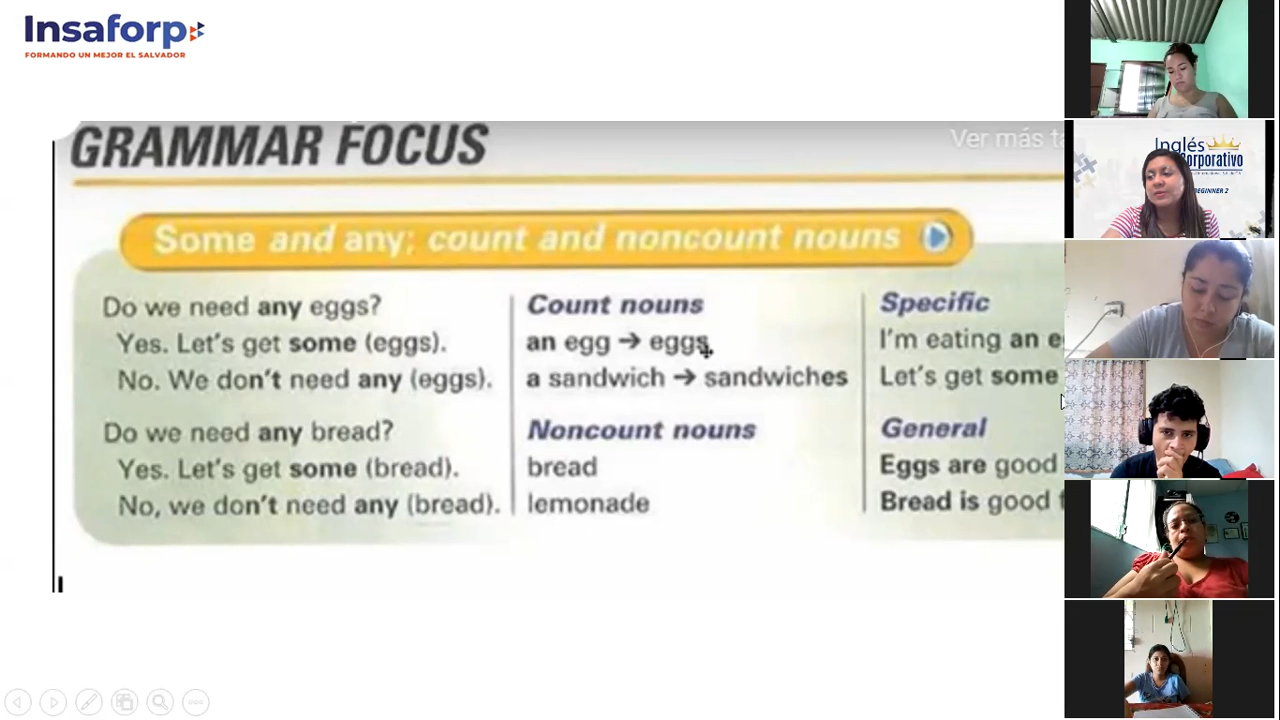 Insaforp
FORMANDO UN MEJOR EL SALVADOR
GRAMMAR FOCUS
Ver más
Some and any; count and noncount nouns
Do we need any eggs?
Yes. Let's get some (eggs).
No. We don't need any (eggs).
Do we need any bread?
Yes. Let's get some (bread).
No, we don't need any (bread).
Count nouns
an egg → eggs
a sandwich → sandwiches
Noncount nouns
bread
lemonade
Specific
I'm eating an
Let's get some
General
Eggs are good
Bread is good
Inglés
Corporativo
BEGINNER 2